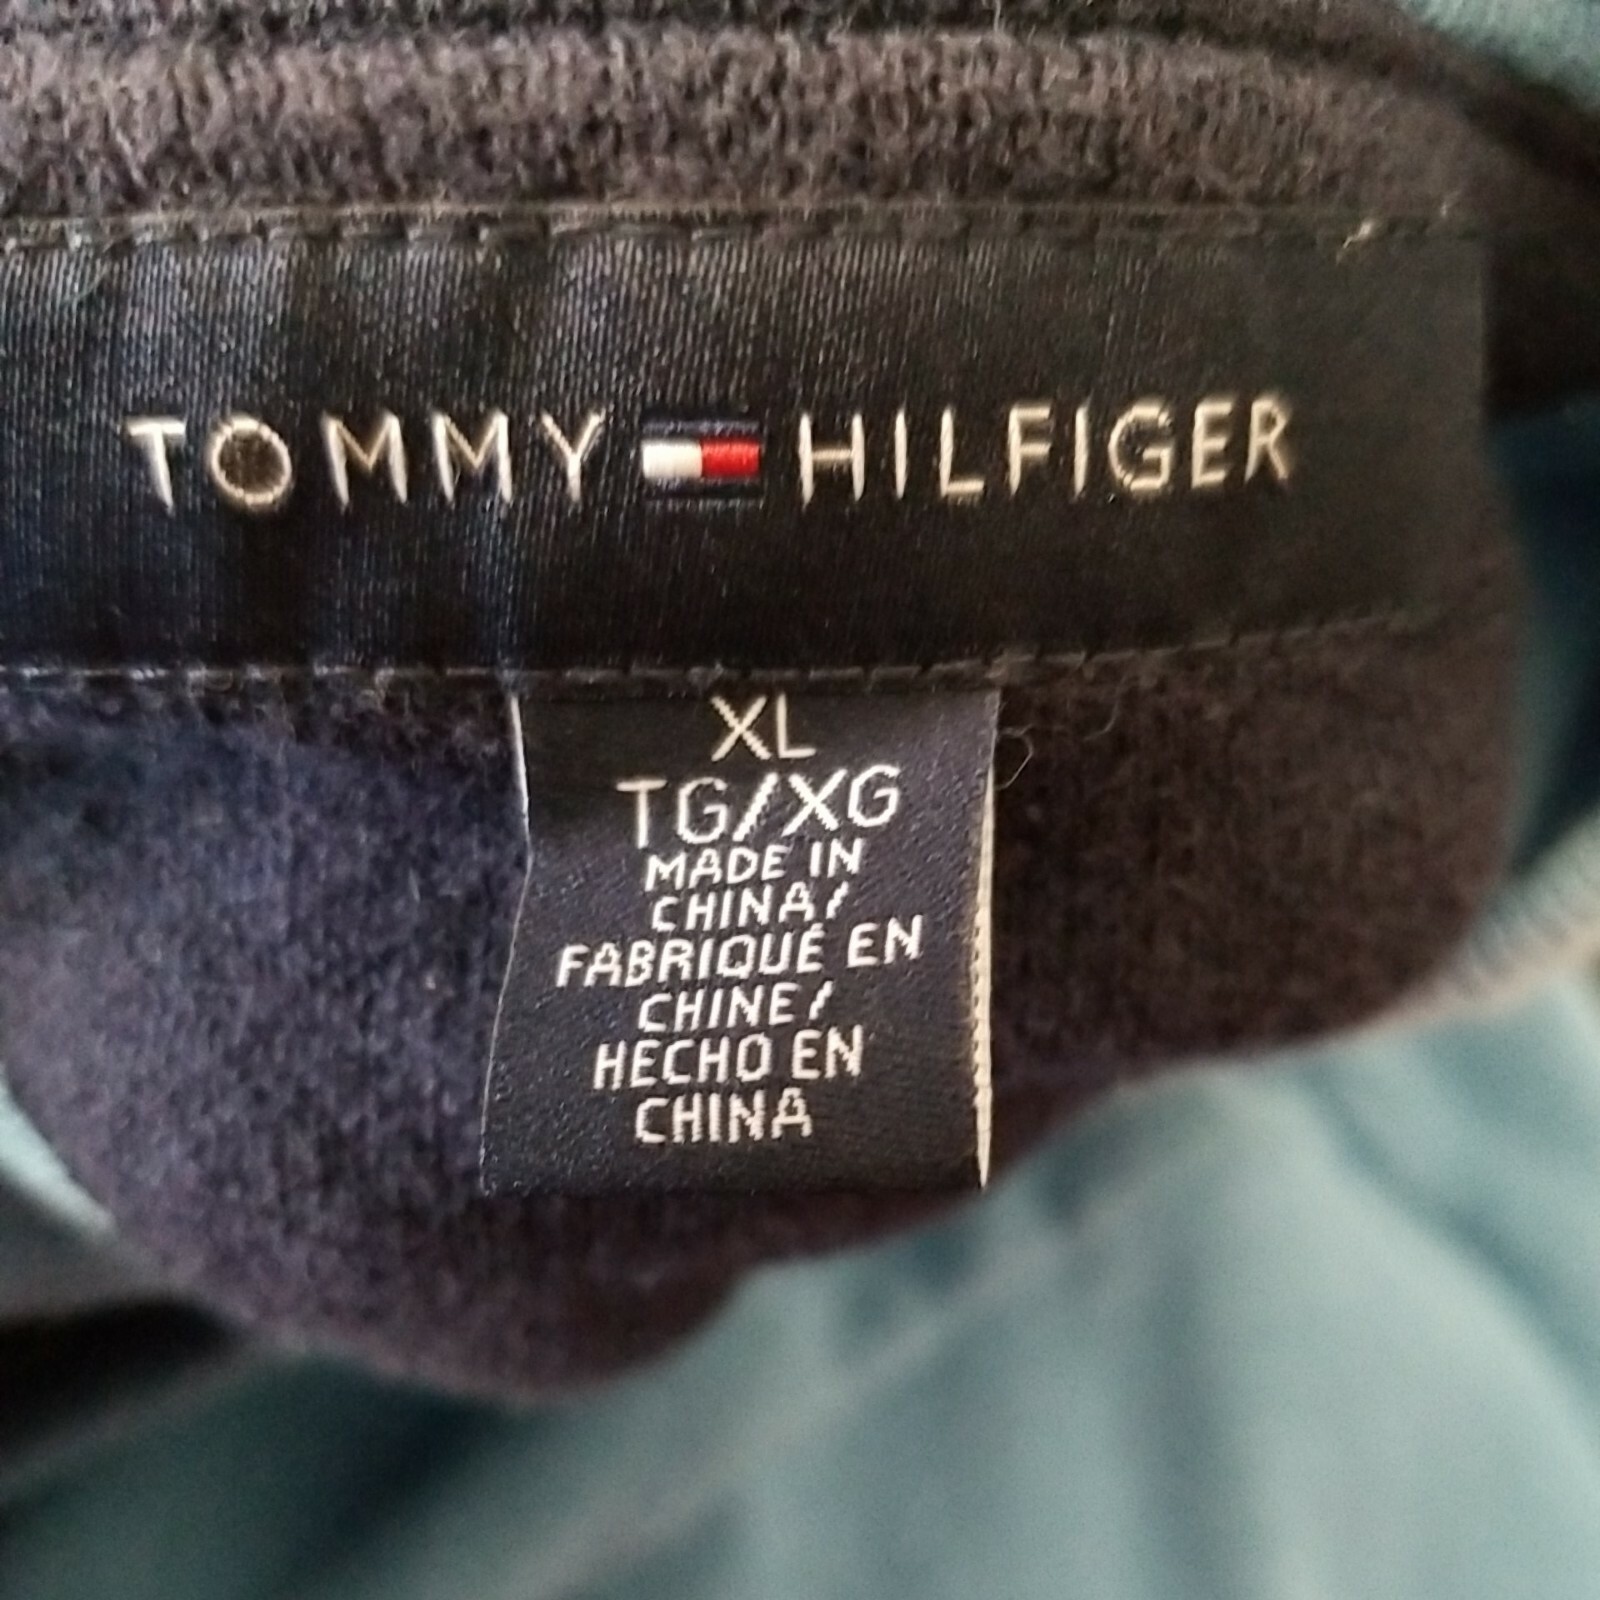 TOMMY HILFIGER
XL
TG/XG
MADE IN
CHINA/
FABRIQUÉ EN
CHINE/
HECHO EN
CHINA